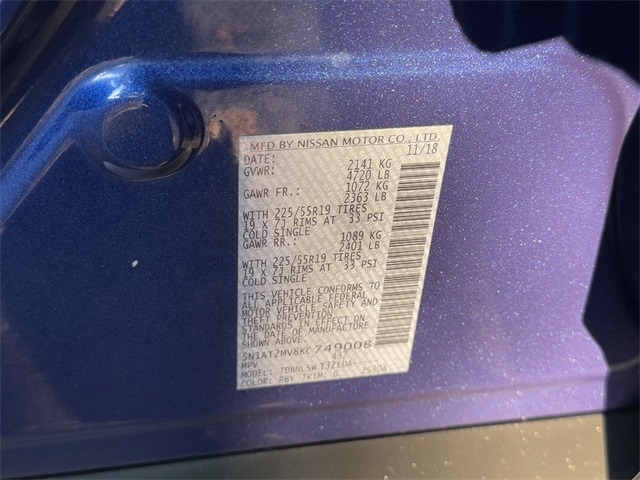 MFD BY NISSAN MOTOR CO., LTD.
DATE: 11/18
GVWR: 2141 KG
4720 LB
GAWR FR.: 1072 KG
2363 LB
WITH 225/55R19 TIRES
19 X 7J RIMS AT 33 PSI
COLD SINGLE
GAWR RR.: 1089 KG
2401 LB
WITH 225/55R19 TIRES
19 X 7J RIMS AT 33 PSI
COLD SINGLE
THIS VEHICLE CONFORMS TO
ALL APPLICABLE FEDERAL
MOTOR VEHICLE SAFETY AND
THEFT PREVENTION
STANDARDS IN EFFECT ON
THE DATE OF MANUFACTURE
SHOWN ABOVE.
5N1AT2MV8KC749008
MPV 437
MODEL:
COLOR: RBY TRIM: G 2530A